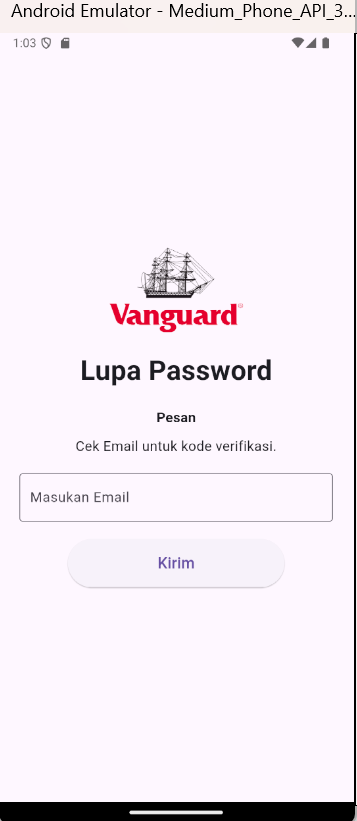 Android Emulator - Medium_Phone_API_3...
1:03
Vanguard®
Lupa Password
Pesan
Cek Email untuk kode verifikasi.
Masukan Email
Kirim